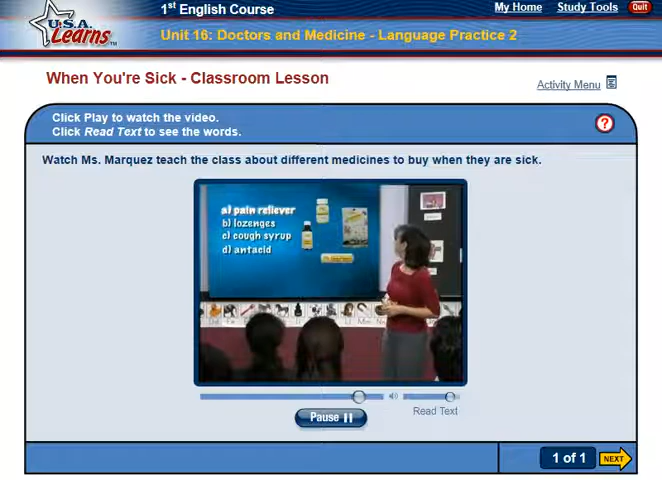 U.S.A.
Learns™
1st English Course
My Home
Study Tools
Quit
Unit 16: Doctors and Medicine - Language Practice 2
When You're Sick - Classroom Lesson
Activity Menu
Click Play to watch the video.
Click Read Text to see the words.
?
Watch Ms. Marquez teach the class about different medicines to buy when they are sick.
a) pain reliever
b) lozenges
c) cough syrup
d) antacid
Pause
Read Text
1 of 1
NEXT